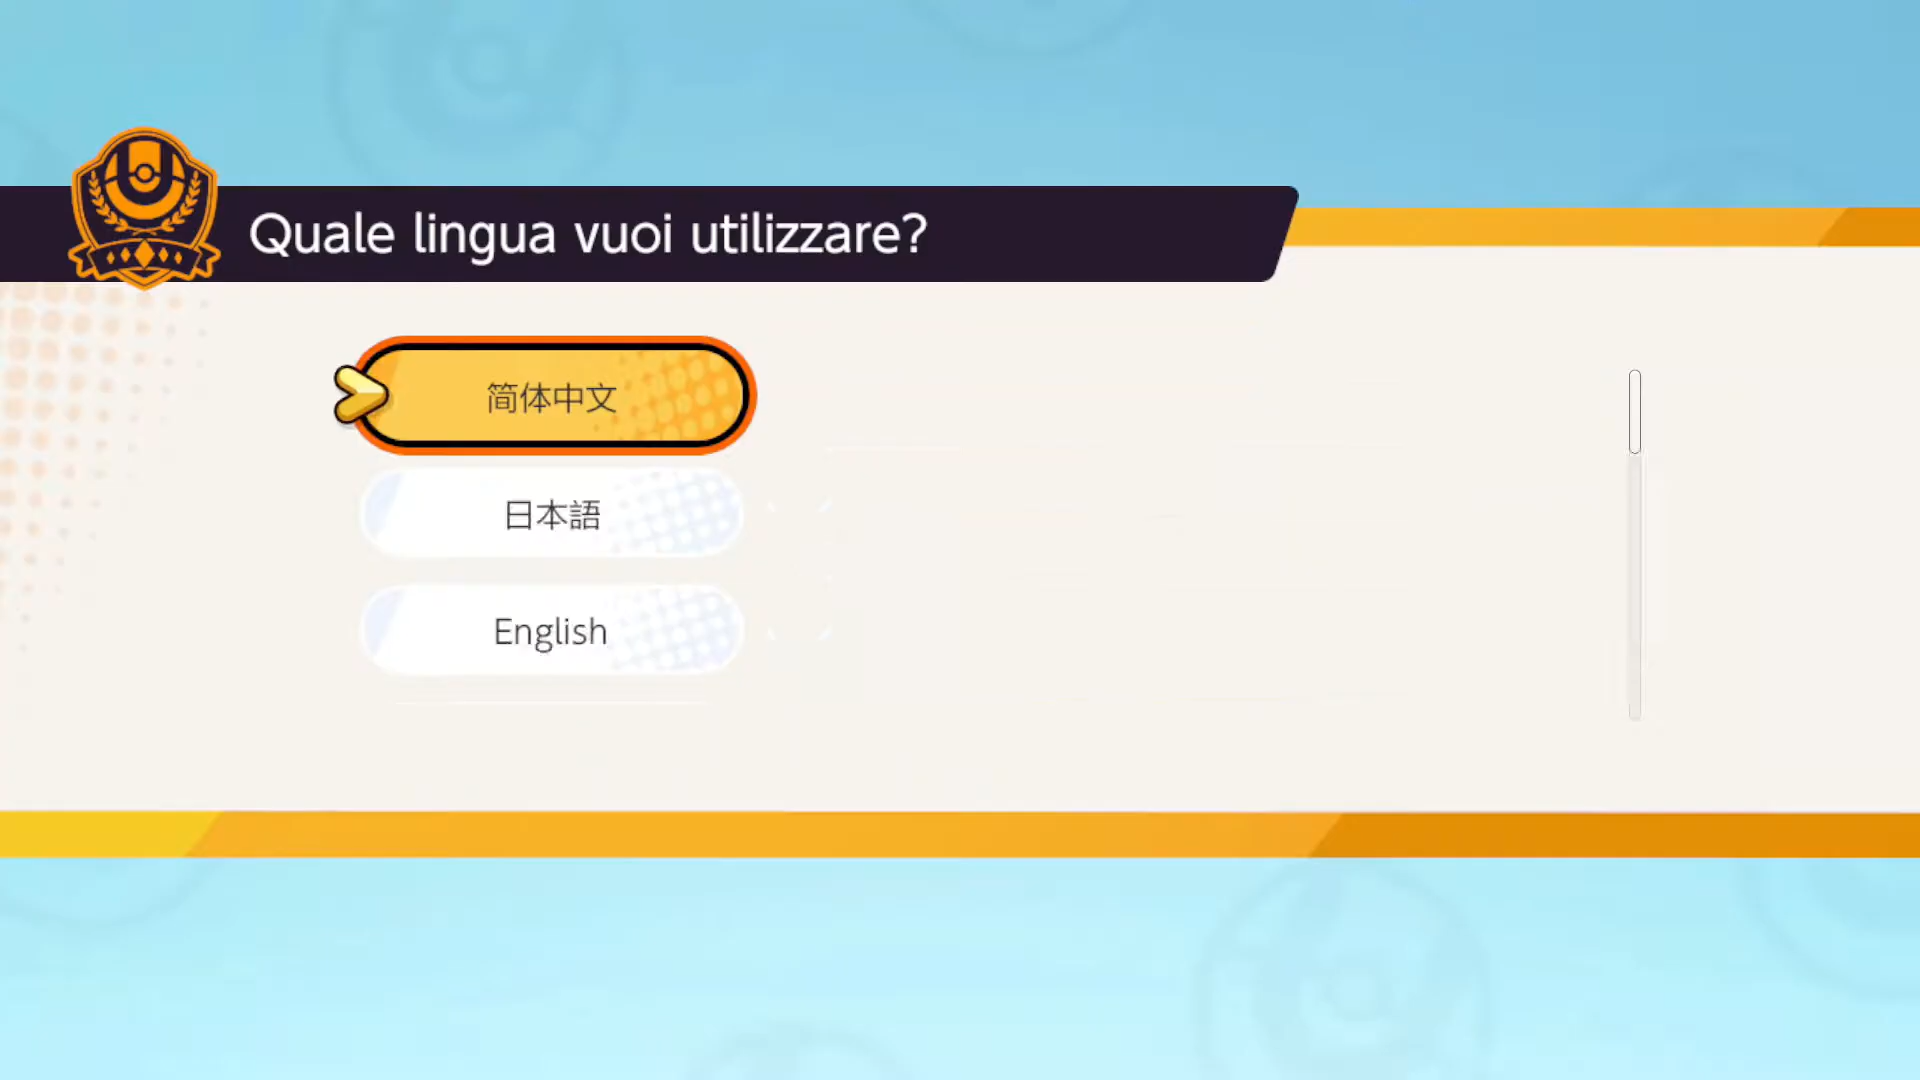 Quale lingua vuoi utilizzare?
简体中文
日本語
English